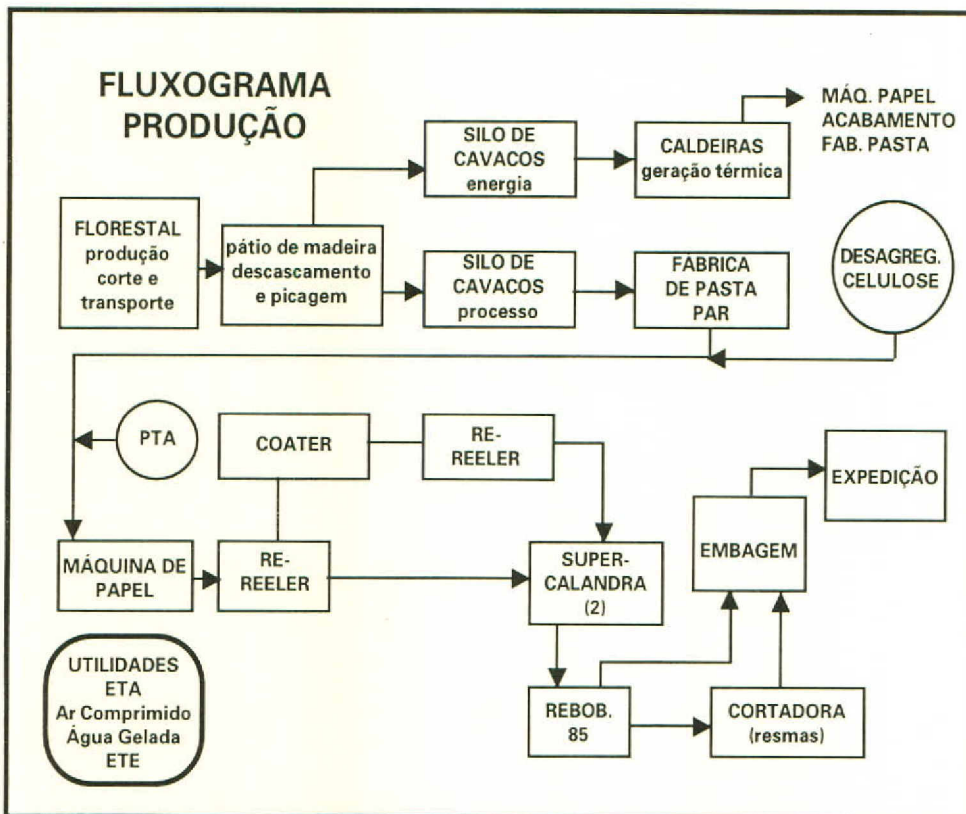 FLUXOGRAMA
PRODUÇÃO
SILO DE
CAVACOS
energia
CALDEIRAS
geração térmica
MÁQ. PAPEL
ACABAMENTO
FAB. PASTA
FLORESTAL
produção
corte e
transporte
pátio de madeira
descascamento
e picagem
SILO DE
CAVACOS
processo
FÁBRICA
DE PASTA
PAR
DESAGREG.
CELULOSE
PTA
COATER
RE-
REELER
EXPEDIÇÃO
MÁQUINA DE
PAPEL
RE-
REELER
SUPER-
CALANDRA
(2)
EMBAGEM
UTILIDADES
ETA
Ar Comprimido
Água Gelada
ETE
REBOB.
85
CORTADORA
(resmas)